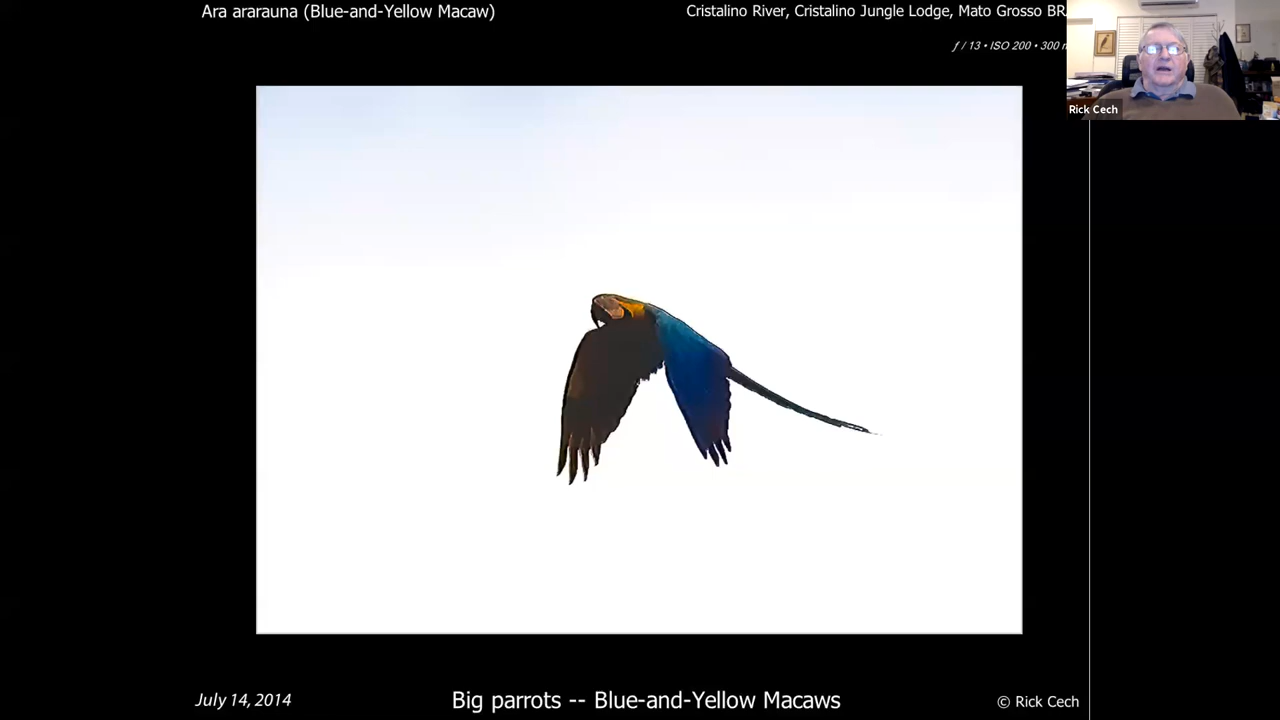 Ara ararauna (Blue-and-Yellow Macaw)
Cristalino River, Cristalino Jungle Lodge, Mato Grosso BR
ƒ / 13 • ISO 200 • 300
Rick Cech
July 14, 2014
Big parrots -- Blue-and-Yellow Macaws
© Rick Cech